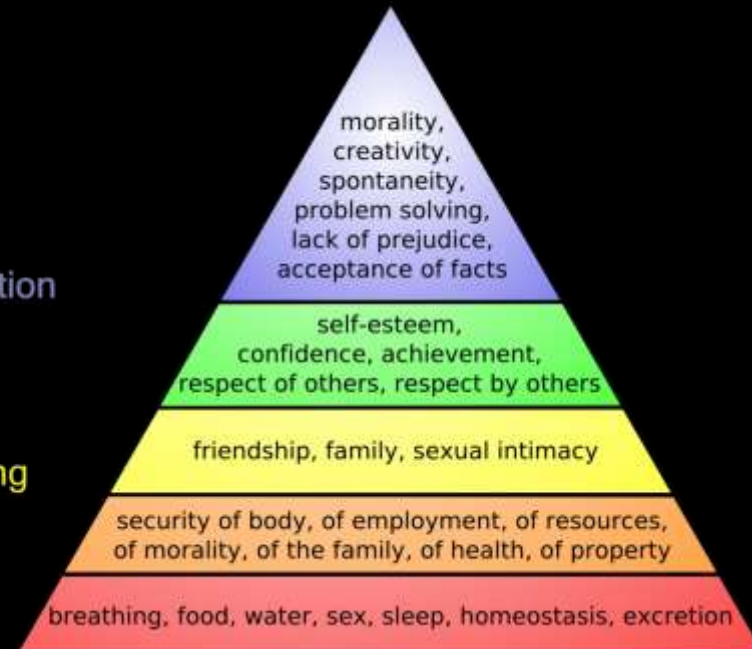 morality,
creativity,
spontaneity,
problem solving,
lack of prejudice,
acceptance of facts
tion
self-esteem,
confidence, achievement,
respect of others, respect by others
friendship, family, sexual intimacy
ng
security of body, of employment, of resources,
of morality, of the family, of health, of property
breathing, food, water, sex, sleep, homeostasis, excretion